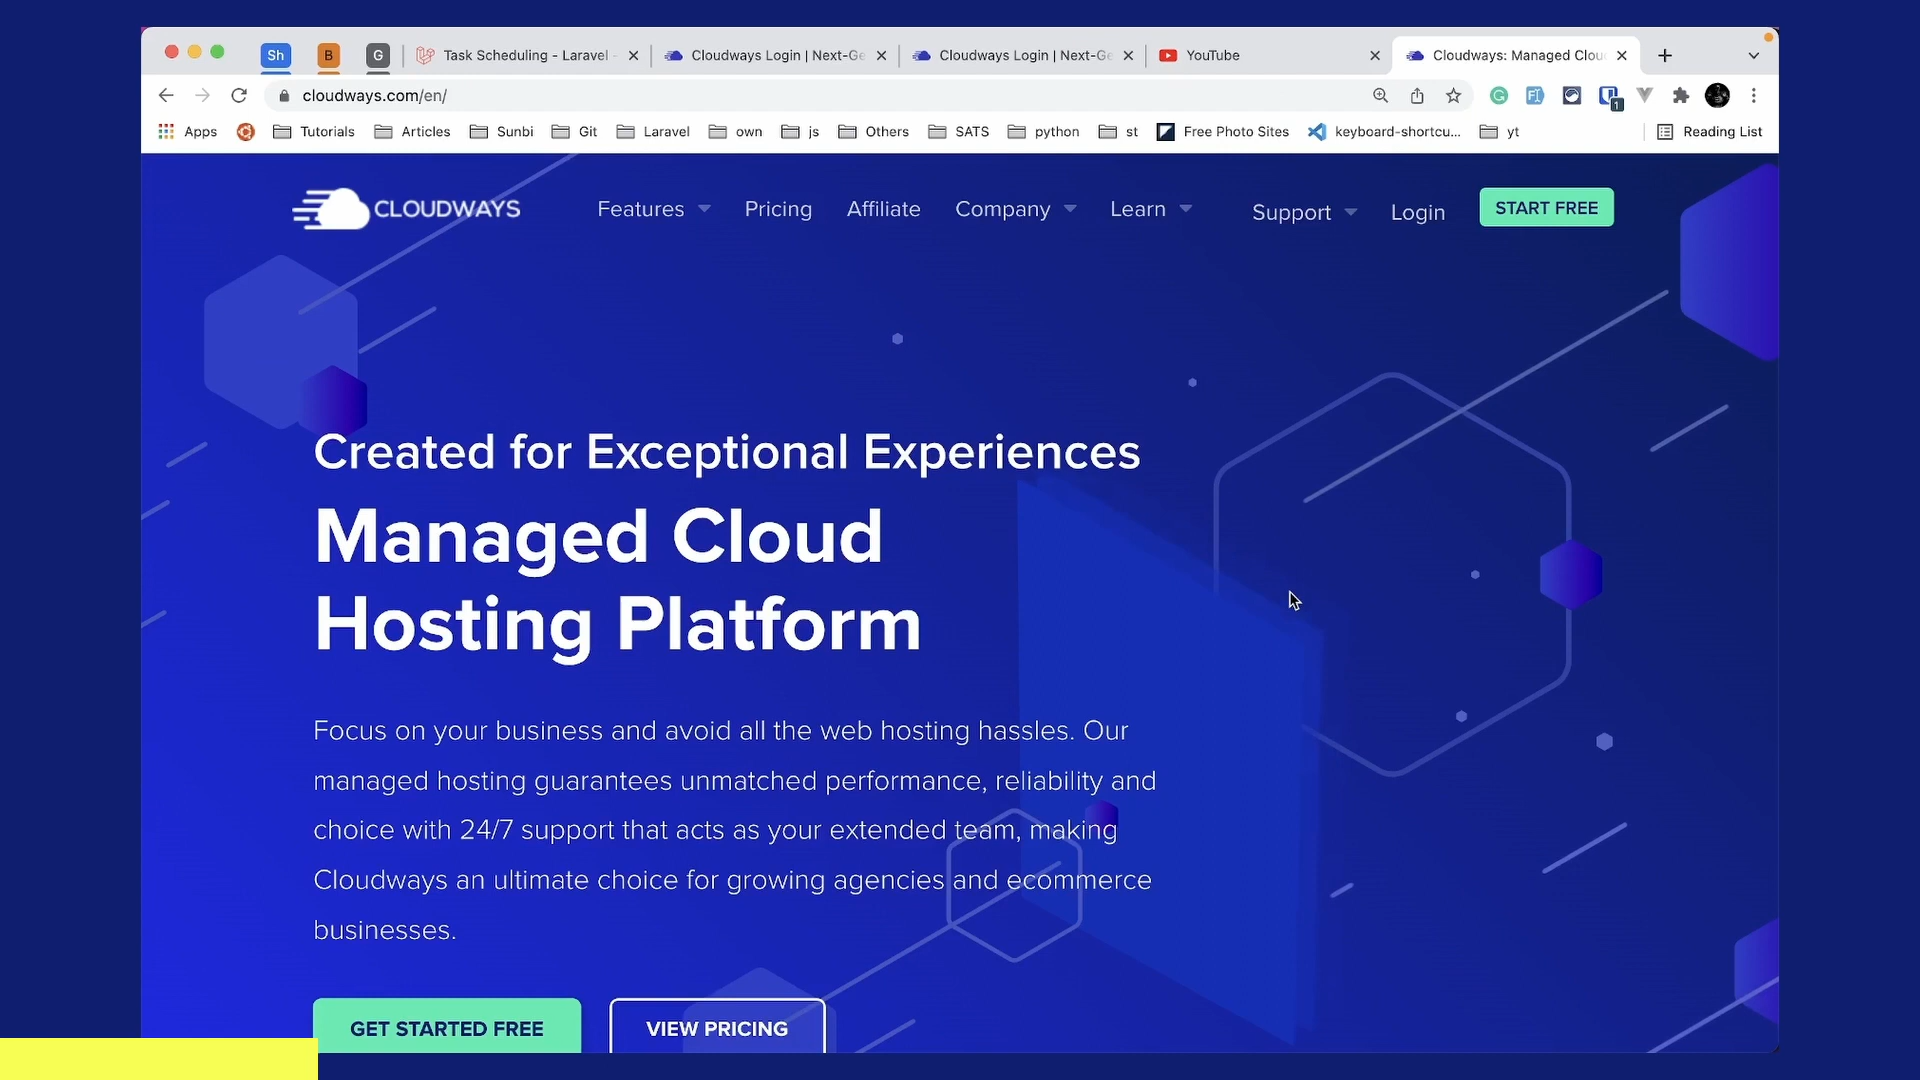 Sh
B
G
Task Scheduling - Laravel -
Cloudways Login | Next-Ge
Cloudways Login | Next-Ge
YouTube
Cloudways: Managed Clou
cloudways.com/en/
1
Apps
Tutorials
Articles
Sunbi
Git
Laravel
own
js
Others
SATS
python
st
Free Photo Sites
keyboard-shortcu...
yt
Reading List
CLOUDWAYS
Features
Pricing
Affiliate
Company
Learn
Support
Login
START FREE
Created for Exceptional Experiences
Managed Cloud
Hosting Platform
Focus on your business and avoid all the web hosting hassles. Our
managed hosting guarantees unmatched performance, reliability and
choice with 24/7 support that acts as your extended team, making
Cloudways an ultimate choice for growing agencies and ecommerce
businesses.
GET STARTED FREE
VIEW PRICING